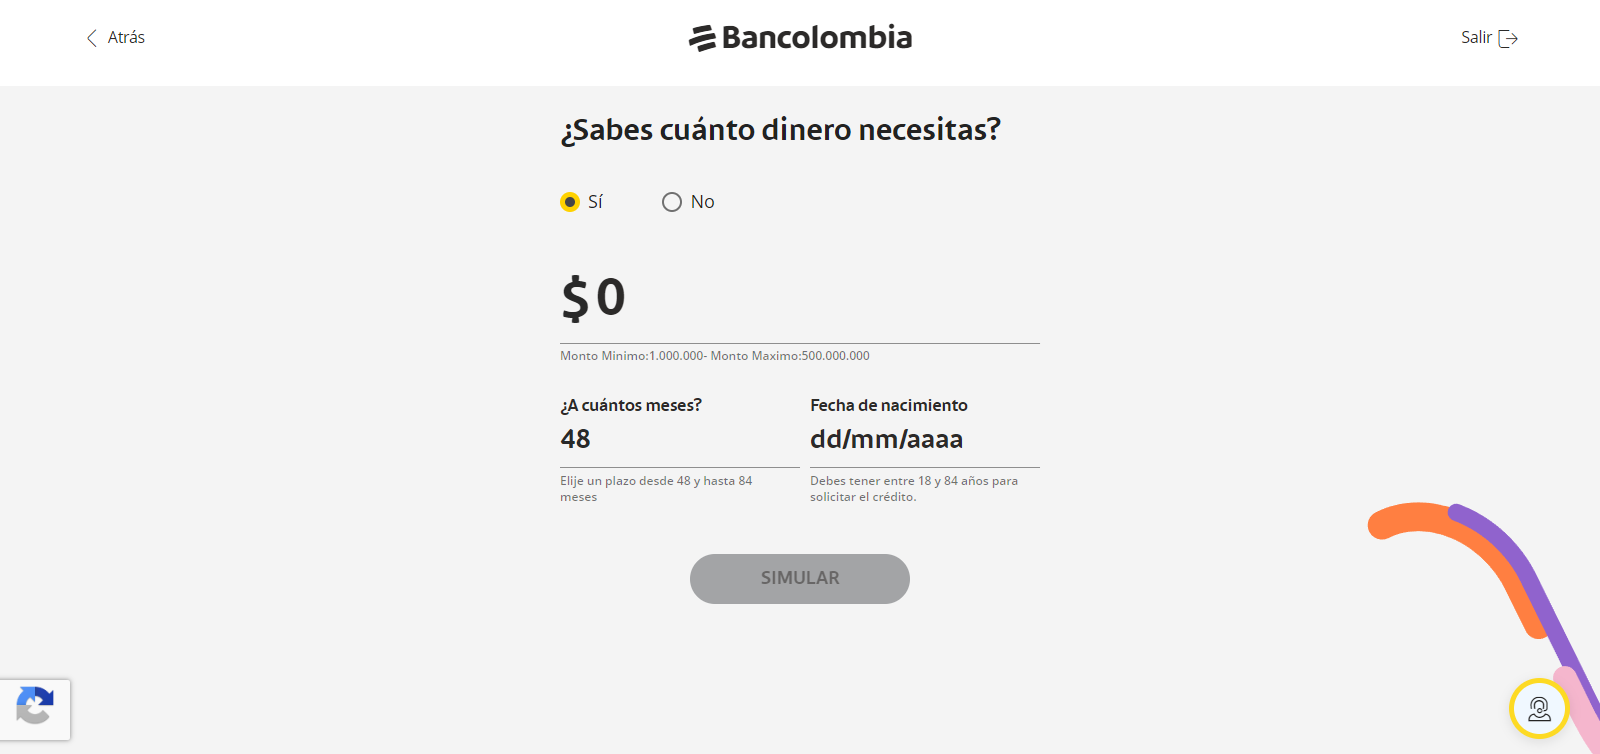 Atrás
Bancolombia
Salir
¿Sabes cuánto dinero necesitas?
Sí
No
$ 0
Monto Minimo:1.000.000- Monto Maximo:500.000.000
¿A cuántos meses?
48
Elije un plazo desde 48 y hasta 84
meses
Fecha de nacimiento
dd/mm/aaaa
Debes tener entre 18 y 84 años para
solicitar el crédito.
SIMULAR